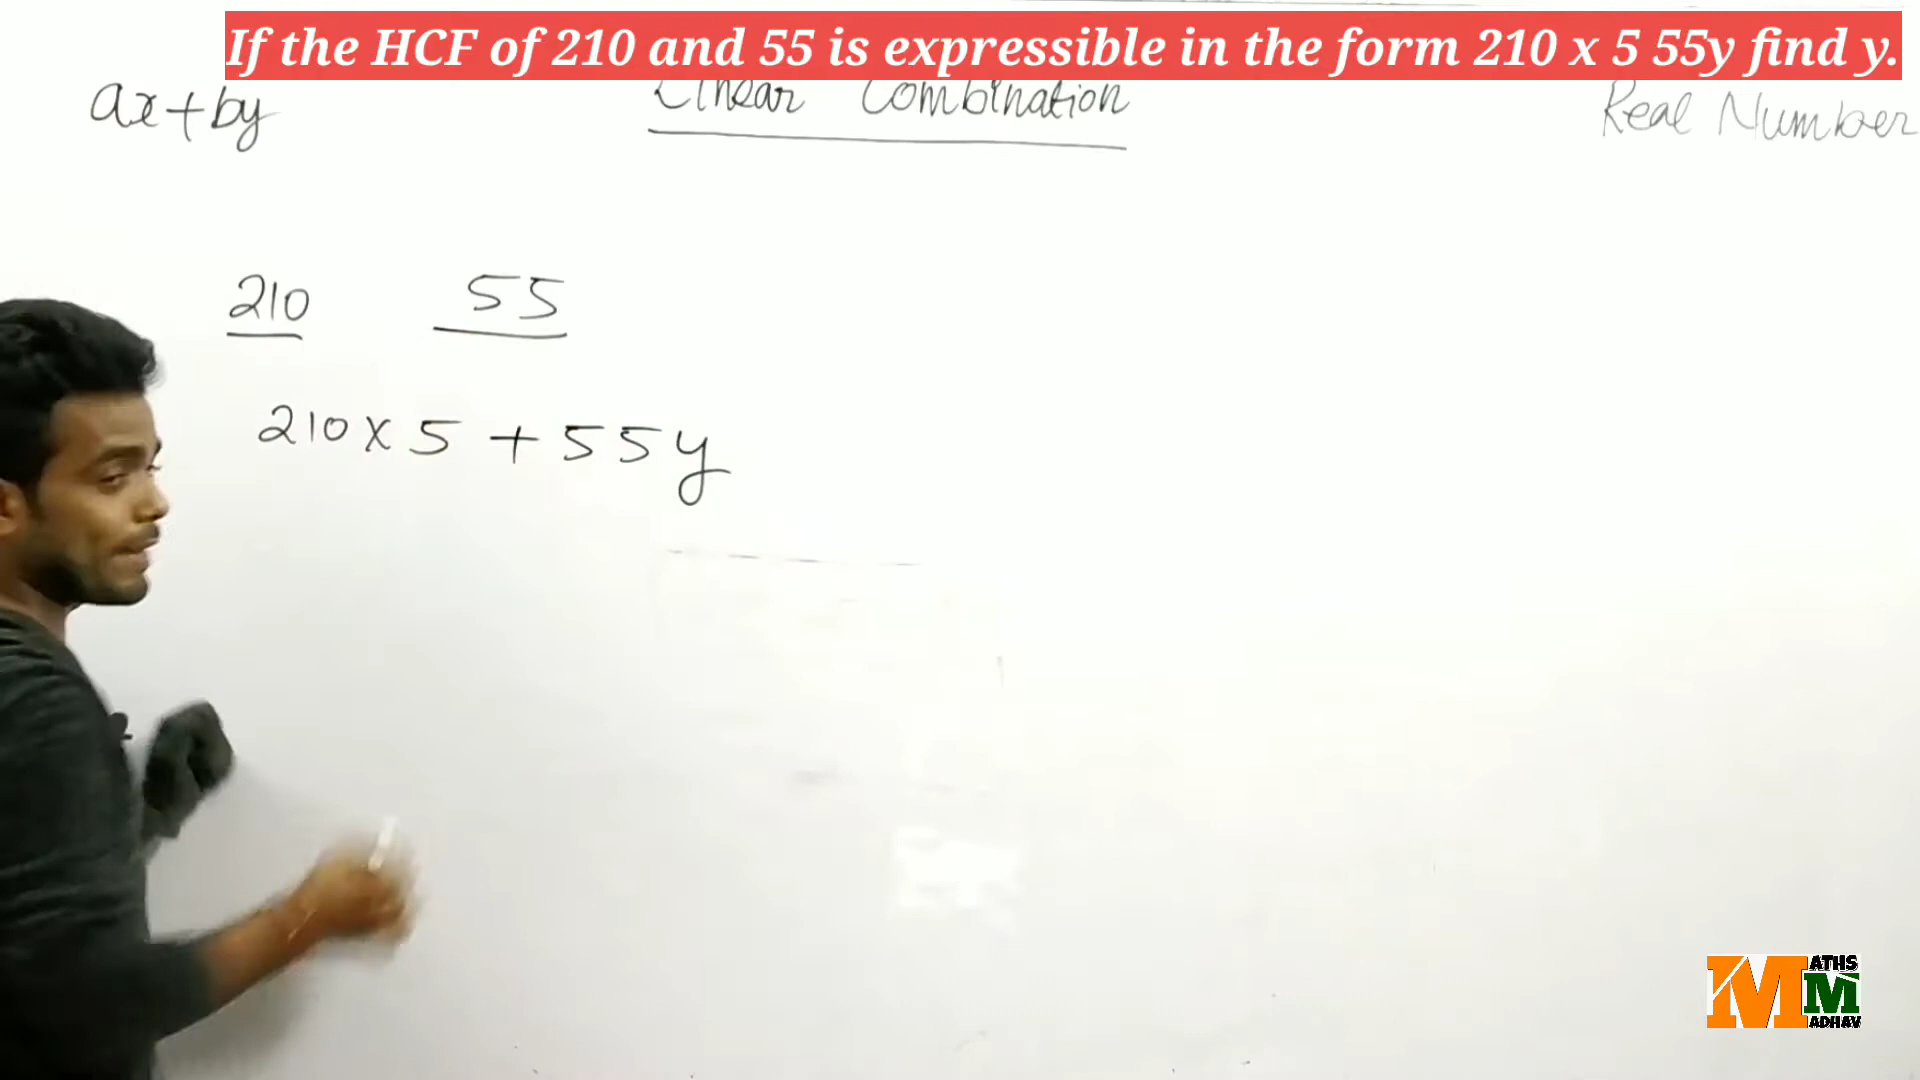 If the HCF of 210 and 55 is expressible in the form 210 x 5 55y find y.
ax+by
Linear Combination
Real Number
210 55
210 x 5 + 55y
MATHS
MADHAV